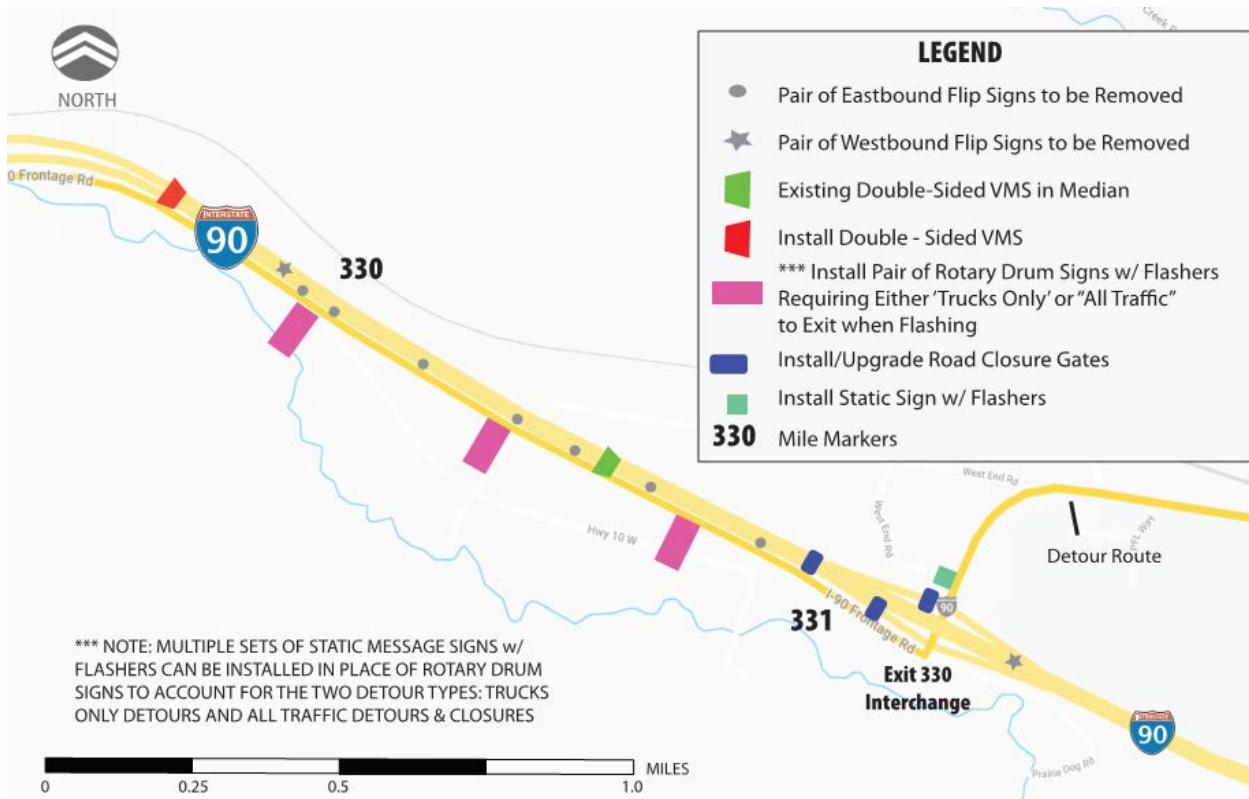 Creek R
NORTH
LEGEND
Pair of Eastbound Flip Signs to be Removed
Pair of Westbound Flip Signs to be Removed
Existing Double-Sided VMS in Median
Install Double - Sided VMS
*** Install Pair of Rotary Drum Signs w/ Flashers
Requiring Either ‘Trucks Only’ or “All Traffic”
to Exit when Flashing
Install/Upgrade Road Closure Gates
Install Static Sign w/ Flashers
330 Mile Markers
0 Frontage Rd
INTERSTATE
90
330
West End Rd
West End Rd
PFL Way
Hwy 10 W
Detour Route
90
I-90 Frontage Rd
331
Exit 330
Interchange
INTERSTATE
90
Prairie Dog Rd
*** NOTE: MULTIPLE SETS OF STATIC MESSAGE SIGNS w/
FLASHERS CAN BE INSTALLED IN PLACE OF ROTARY DRUM
SIGNS TO ACCOUNT FOR THE TWO DETOUR TYPES: TRUCKS
ONLY DETOURS AND ALL TRAFFIC DETOURS & CLOSURES
MILES
0 0.25 0.5 1.0